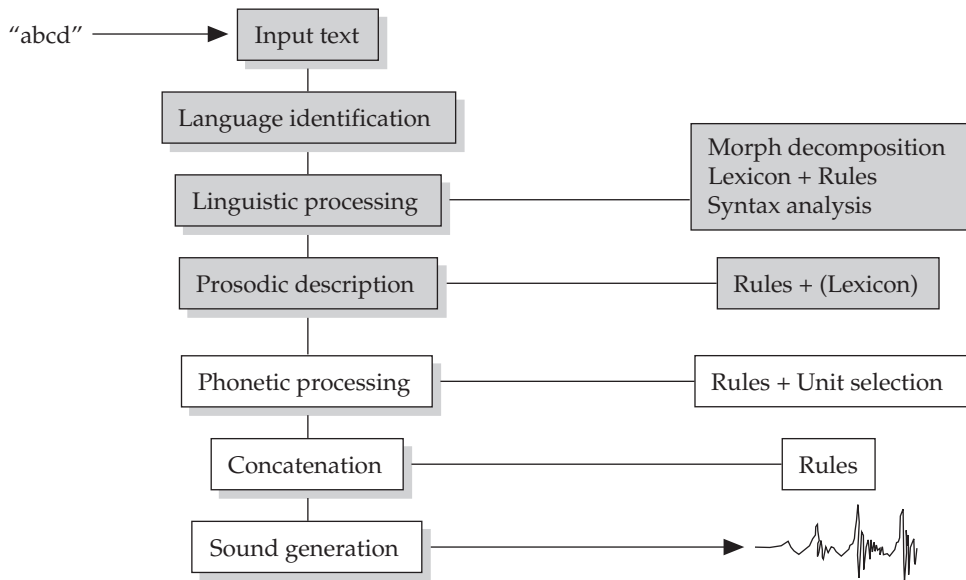 “abcd”
Input text
Language identification
Linguistic processing
Morph decomposition
Lexicon + Rules
Syntax analysis
Prosodic description
Rules + (Lexicon)
Phonetic processing
Rules + Unit selection
Concatenation
Rules
Sound generation